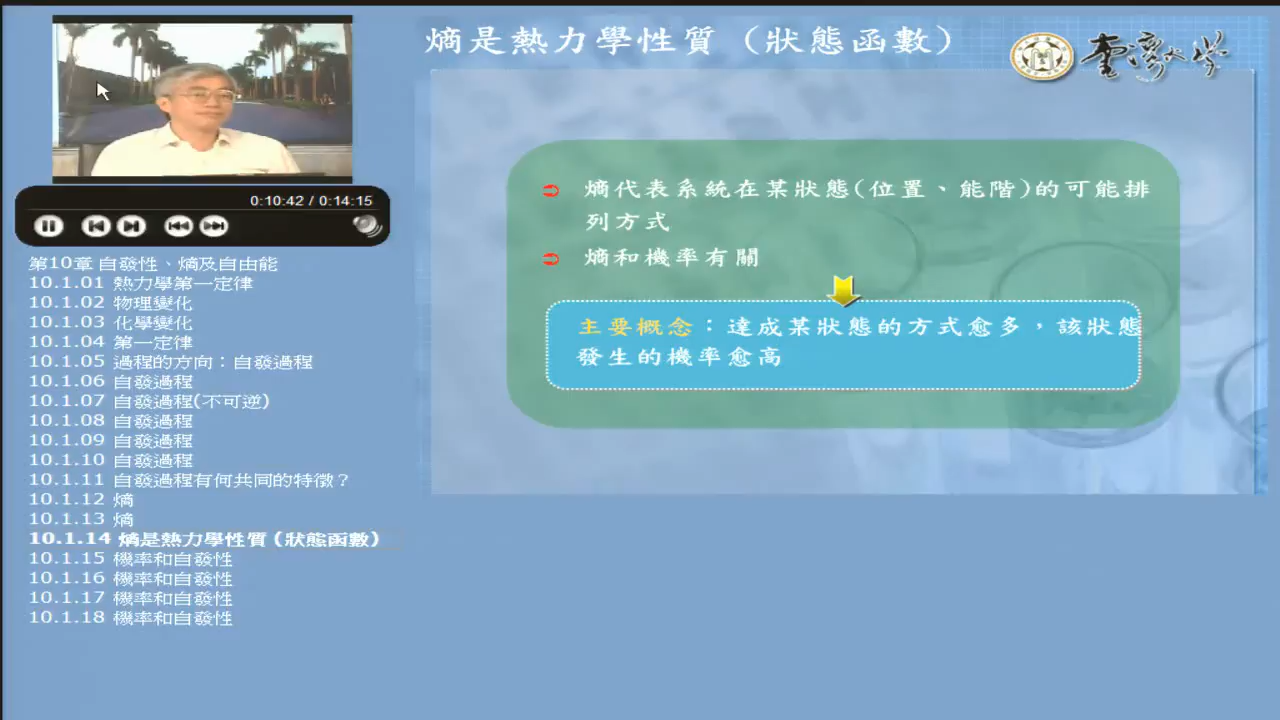 熵是熱力學性質（狀態函數）
臺灣大學
0:10:42 / 0:14:15
第10章 自發性、熵及自由能
10.1.01 熱力學第一定律
10.1.02 物理變化
10.1.03 化學變化
10.1.04 第一定律
10.1.05 過程的方向：自發過程
10.1.06 自發過程
10.1.07 自發過程(不可逆)
10.1.08 自發過程
10.1.09 自發過程
10.1.10 自發過程
10.1.11 自發過程有何共同的特徵？
10.1.12 熵
10.1.13 熵
10.1.14 熵是熱力學性質（狀態函數）
10.1.15 機率和自發性
10.1.16 機率和自發性
10.1.17 機率和自發性
10.1.18 機率和自發性
熵代表系統在某狀態(位置、能階)的可能排
列方式
熵和機率有關
主要概念：達成某狀態的方式愈多，該狀態
發生的機率愈高